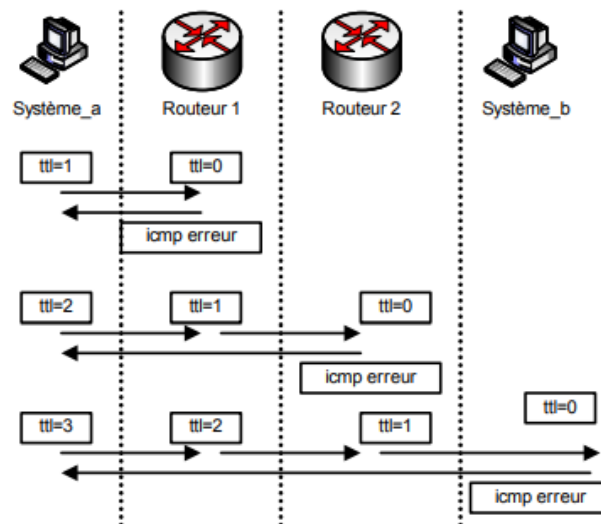 Système_a
Routeur 1
Routeur 2
Système_b
ttl=1
ttl=0
icmp erreur
ttl=2
ttl=1
ttl=0
icmp erreur
ttl=0
ttl=3
ttl=2
ttl=1
icmp erreur